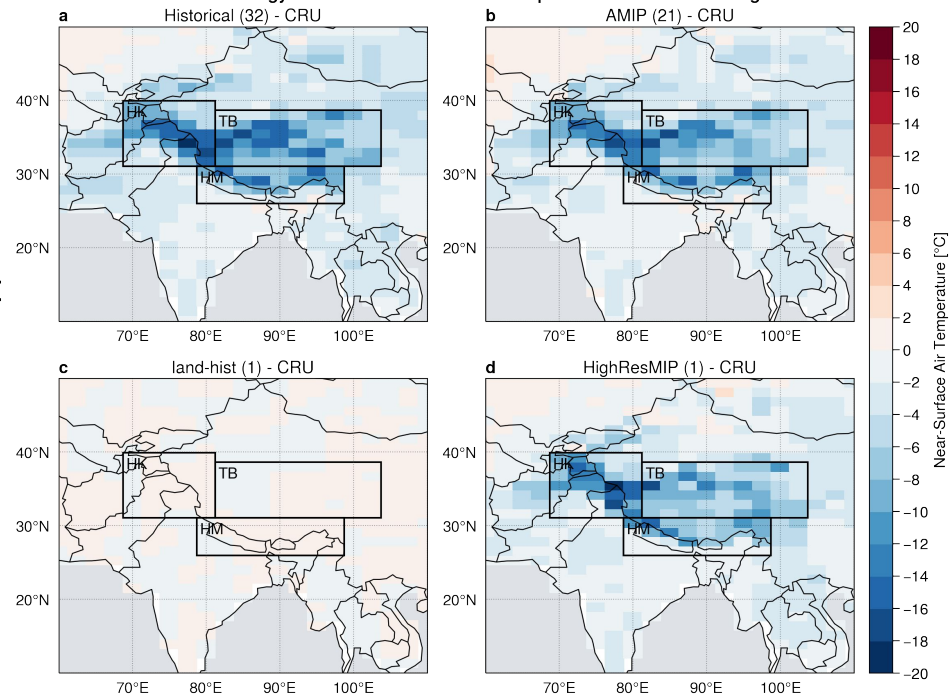 a Historical (32) - CRU
b AMIP (21) - CRU
40°N
30°N
20°N
HK
TB
HM
HK
TB
HM
70°E 80°E 90°E 100°E
70°E 80°E 90°E 100°E
c land-hist (1) - CRU
d HighResMIP (1) - CRU
40°N
30°N
20°N
HK
TB
HM
HK
TB
HM
70°E 80°E 90°E 100°E
70°E 80°E 90°E 100°E
20
18
16
14
12
10
8
6
4
2
0
−2
−4
−6
−8
−10
−12
−14
−16
−18
−20
Near-Surface Air Temperature [°C]